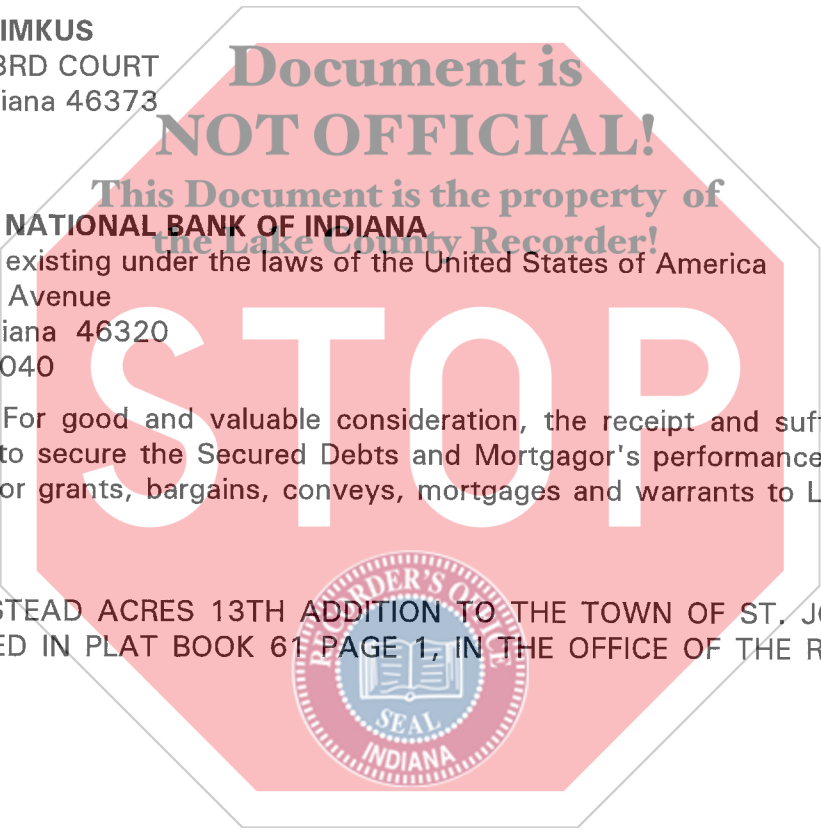 IMKUS
3RD COURT
iana 46373
Document is
NOT OFFICIAL!
This Document is the property of
the Lake County Recorder!
NATIONAL BANK OF INDIANA
existing under the laws of the United States of America
Avenue
iana 46320
040
STOP
For good and valuable consideration, the receipt and suf
to secure the Secured Debts and Mortgagor's performance
or grants, bargains, conveys, mortgages and warrants to L
STEAD ACRES 13TH ADDITION TO THE TOWN OF ST. JO
ED IN PLAT BOOK 61 PAGE 1, IN THE OFFICE OF THE R
RECORDER'S OFFICE
SEAL
INDIANA